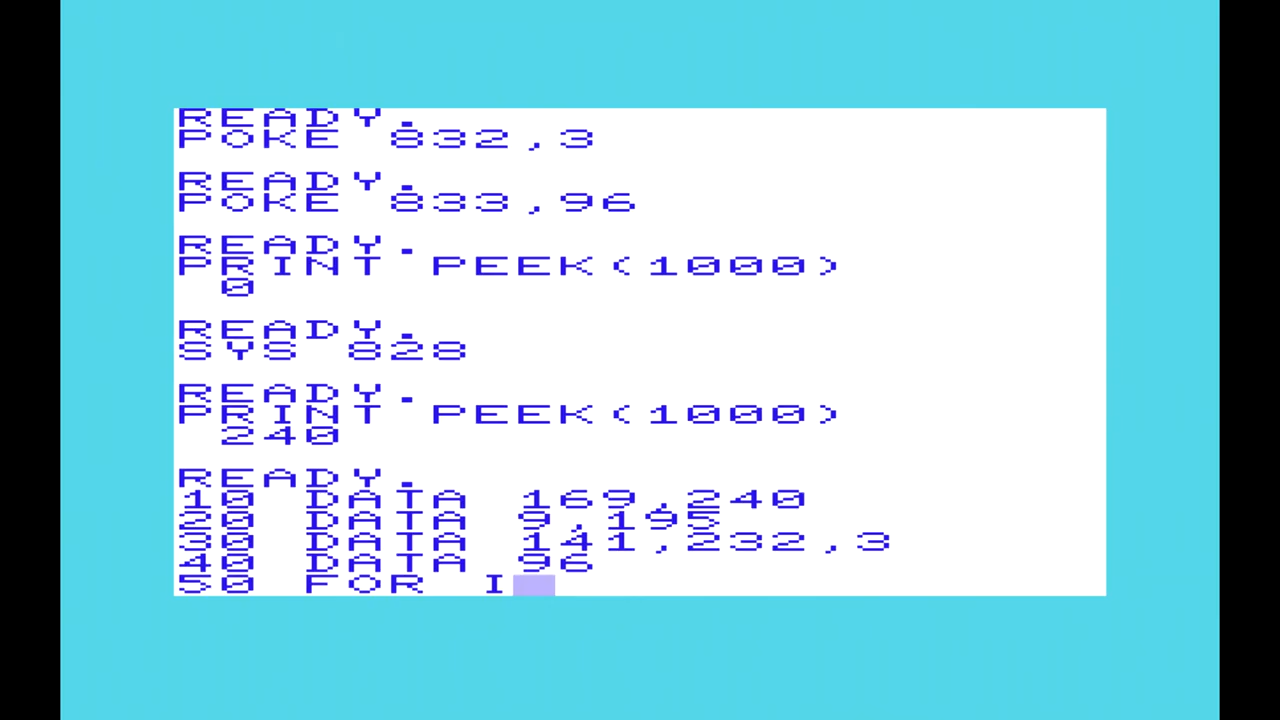 READY.
POKE 832,3
READY.
POKE 833,96
READY.
PRINT PEEK(1000)
0
READY.
SYS 828
READY.
PRINT PEEK(1000)
240
READY.
10 DATA 169,240
20 DATA 9,195
30 DATA 141,232,3
40 DATA 96
50 FOR I